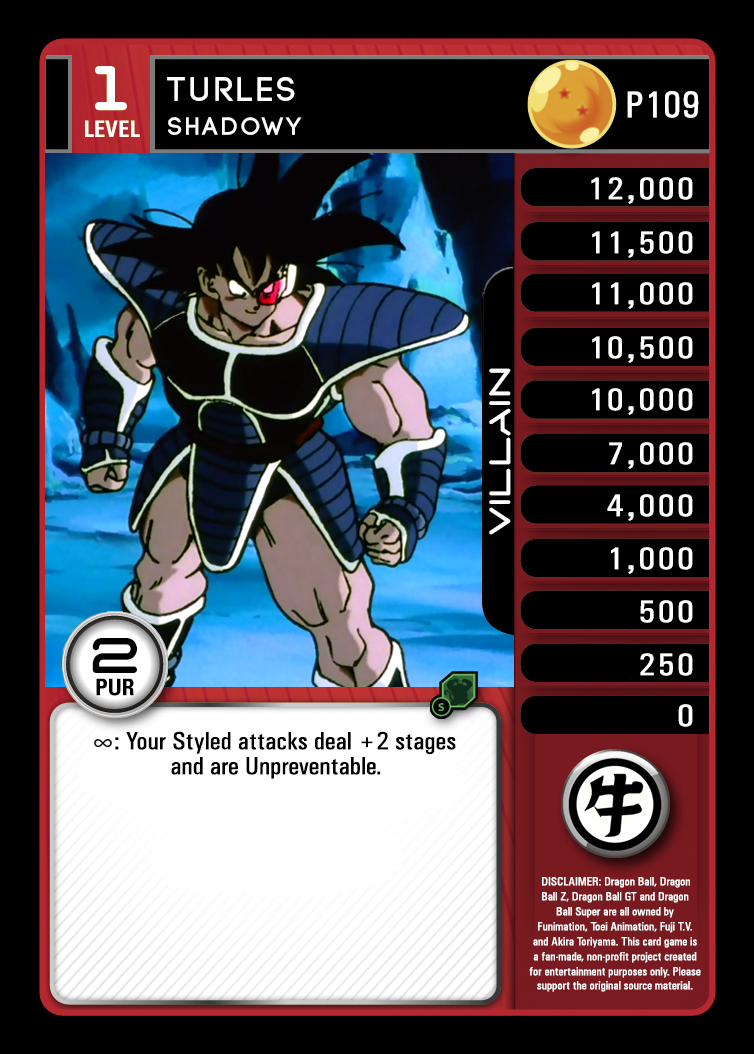 1
LEVEL
TURLES
SHADOWY
P109
12,000
11,500
11,000
10,500
10,000
7,000
4,000
1,000
500
250
0
VILLAIN
2
PUR
S
∞: Your Styled attacks deal +2 stages
and are Unpreventable.
牛
DISCLAIMER: Dragon Ball, Dragon
Ball Z, Dragon Ball GT and Dragon
Ball Super are all owned by
Funimation, Toei Animation, Fuji T.V.
and Akira Toriyama. This card game is
a fan-made, non-profit project created
for entertainment purposes only. Please
support the original source material.